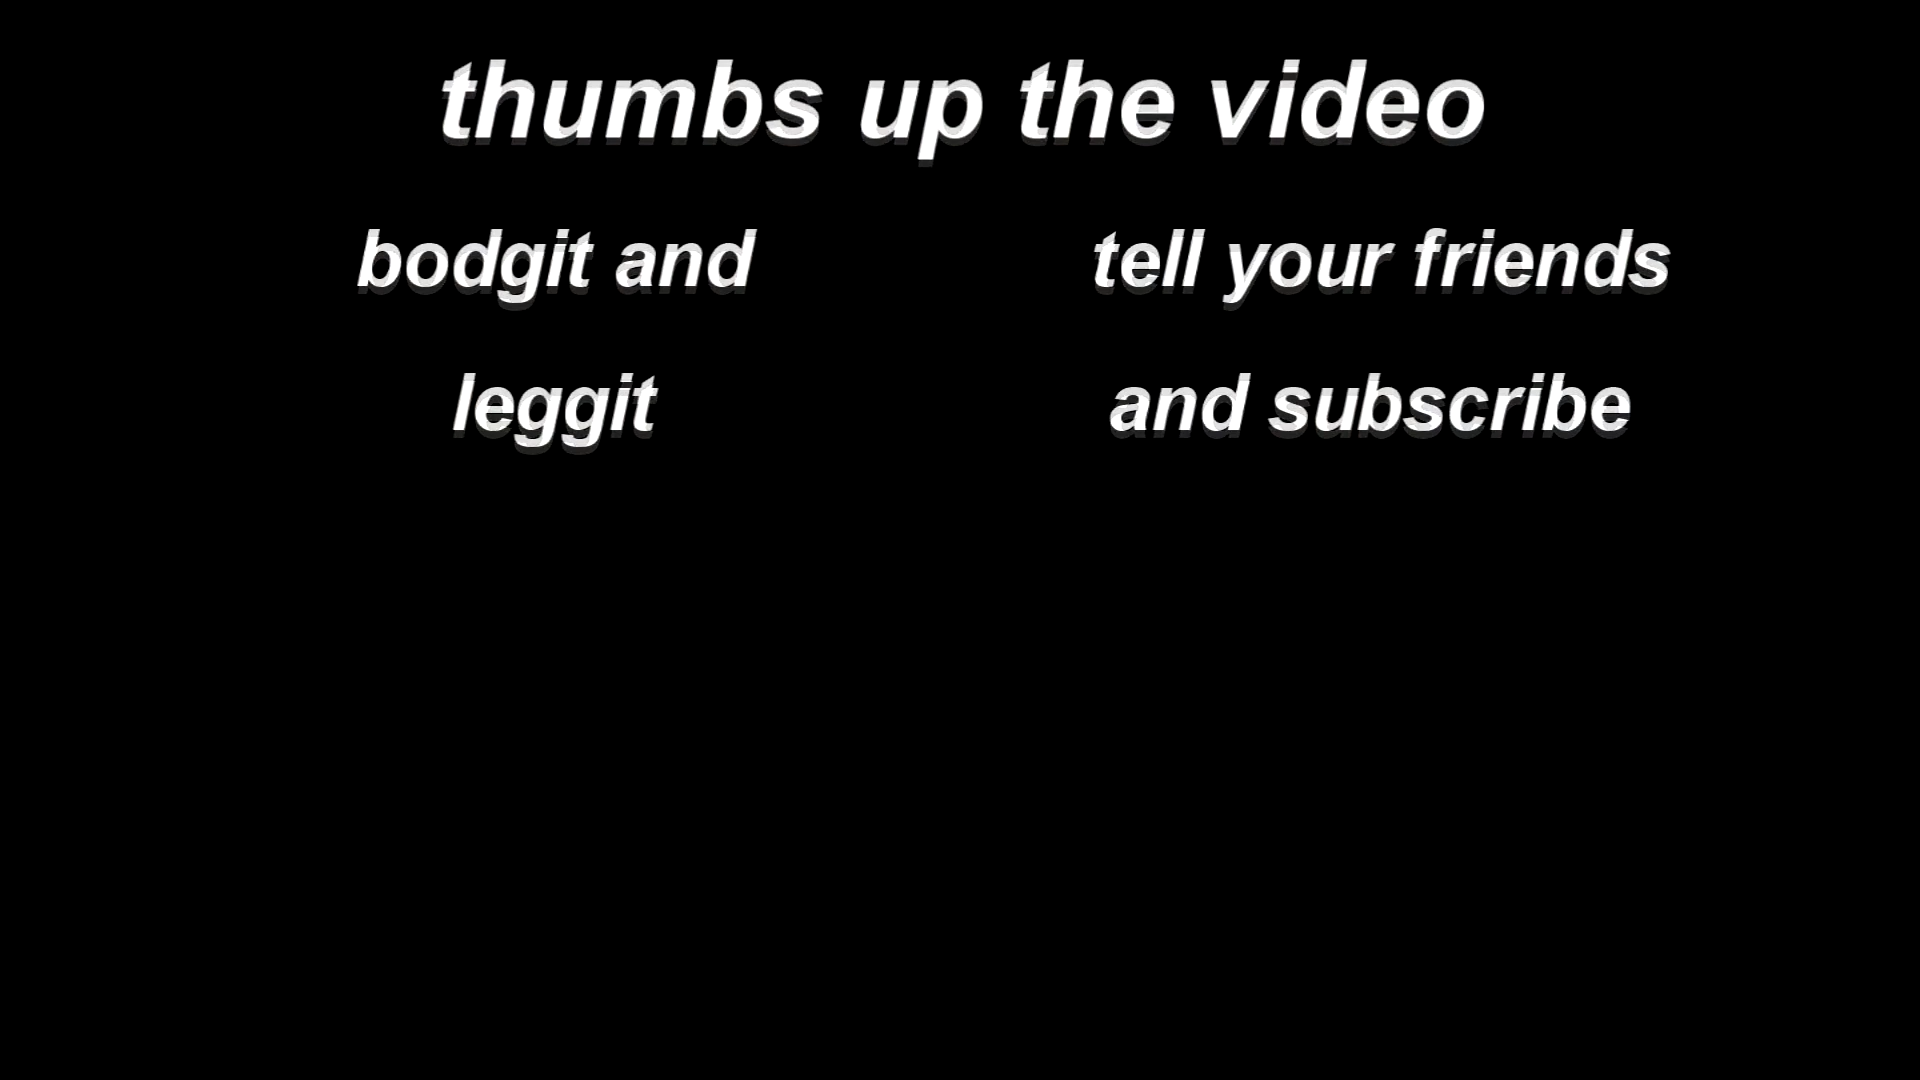 thumbs up the video
bodgit and
leggit
tell your friends
and subscribe